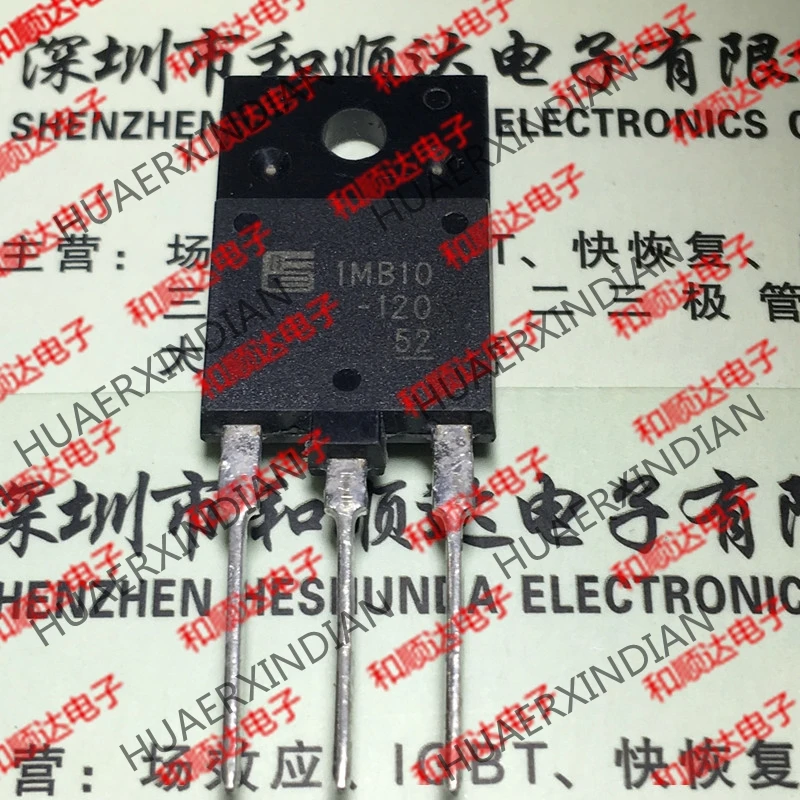 深圳市和顺达电子有限
SHENZHEN ELECTRONICS C
主营：场 T、快恢复、
三 二三极管
1MB10
-120
52
深圳市和顺达电子有限
SHENZHEN HESHUNDA ELECTRONIC
营：场效应、IGBT、快恢复
和顺达电子
HUAERXINDIAN